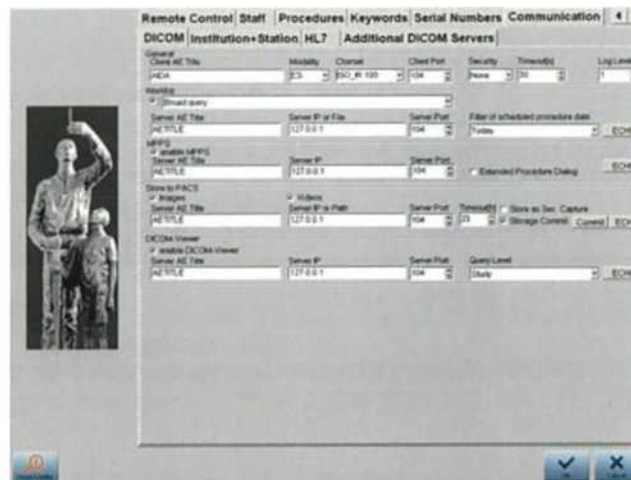 Remote Control Staff Procedures Keywords Serial Numbers Communication
DICOM Institution+Station HL7 Additional DICOM Servers
General
Client AE Title Modality Charset Client Port Security Timeout[s] Log Level
AIDA ES ISO_IR 100 104 None 30 1
Worklist
Broad query
Server AE Title Server IP or File Server Port Filter of scheduled procedure date
AETITLE 127.0.0.1 104 Today ECH
MPPS
enable MPPS
Server AE Title Server IP Server Port ECH
AETITLE 127.0.0.1 104 Extended Procedure Dialog
Store to PACS
Images Videos
Server AE Title Server IP or Path Server Port Timeout[h] Store as Sec. Capture
AETITLE 127.0.0.1 104 23 Storage Commit Commit ECH
DICOM-Viewer
enable DICOM-Viewer
Server AE Title Server IP Server Port Query Level
AETITLE 127.0.0.1 104 Study ECH